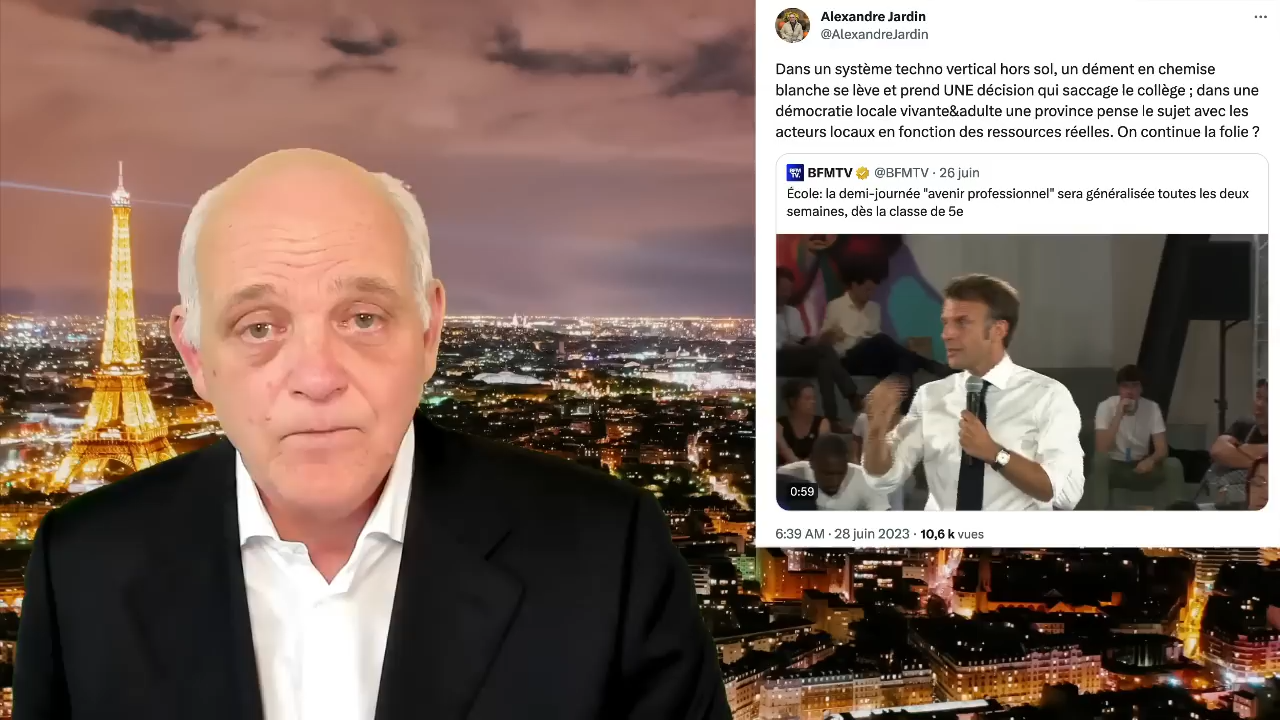 Alexandre Jardin
@AlexandreJardin
Dans un système techno vertical hors sol, un dément en chemise
blanche se lève et prend UNE décision qui saccage le collège ; dans une
démocratie locale vivante&adulte une province pense le sujet avec les
acteurs locaux en fonction des ressources réelles. On continue la folie ?
BFM TV. BFMTV @BFMTV · 26 juin
École: la demi-journée "avenir professionnel" sera généralisée toutes les deux
semaines, dès la classe de 5e
0:59
6:39 AM · 28 juin 2023 · 10,6 k vues